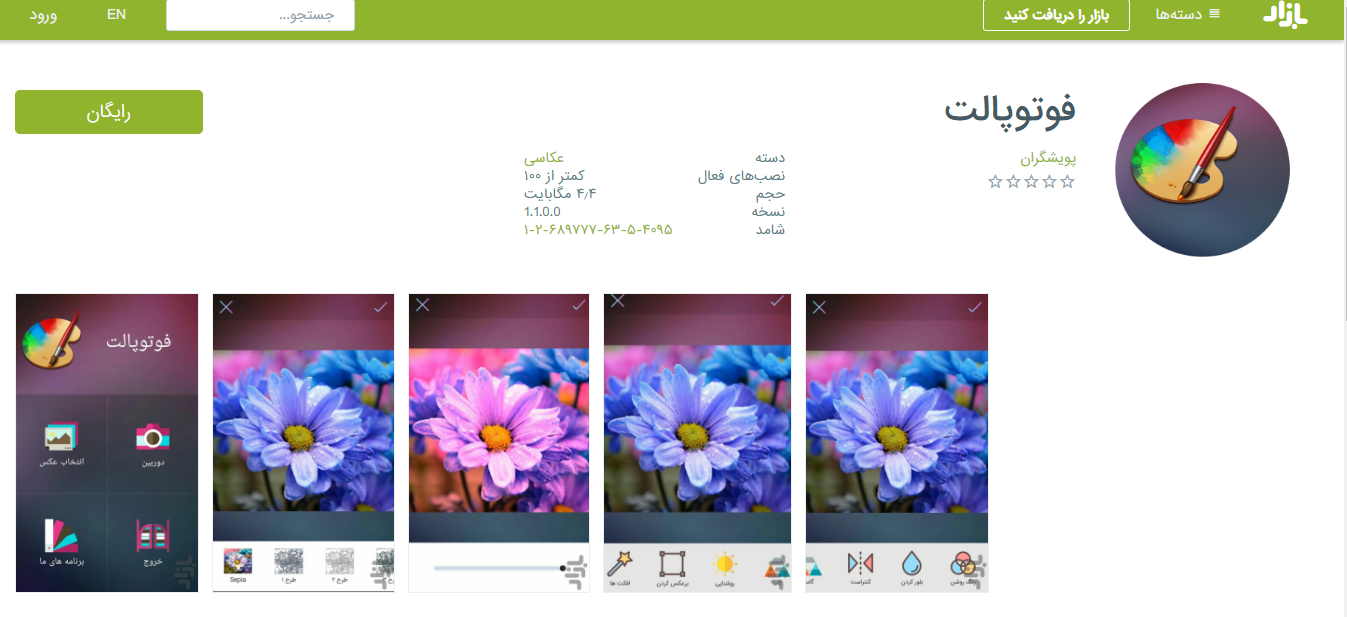 بازار
دسته‌ها
بازار را دریافت کنید
جستجو...
EN
ورود
فوتوپالت
رایگان
پویشگران
دسته
عکاسی
نصب‌های فعال
کمتر از ۱۰۰
حجم
۴٫۴ مگابایت
نسخه
1.1.0.0
شامد
۱-۲-۶۸۹۷۷۷-۶۳-۵-۴۰۹۵
فوتوپالت
دوربین
انتخاب عکس
خروج
برنامه های ما
Sepia
طرح ۱
طرح ۲
افکت ها
برعکس کردن
روشنایی
کنتراست
بلور کردن